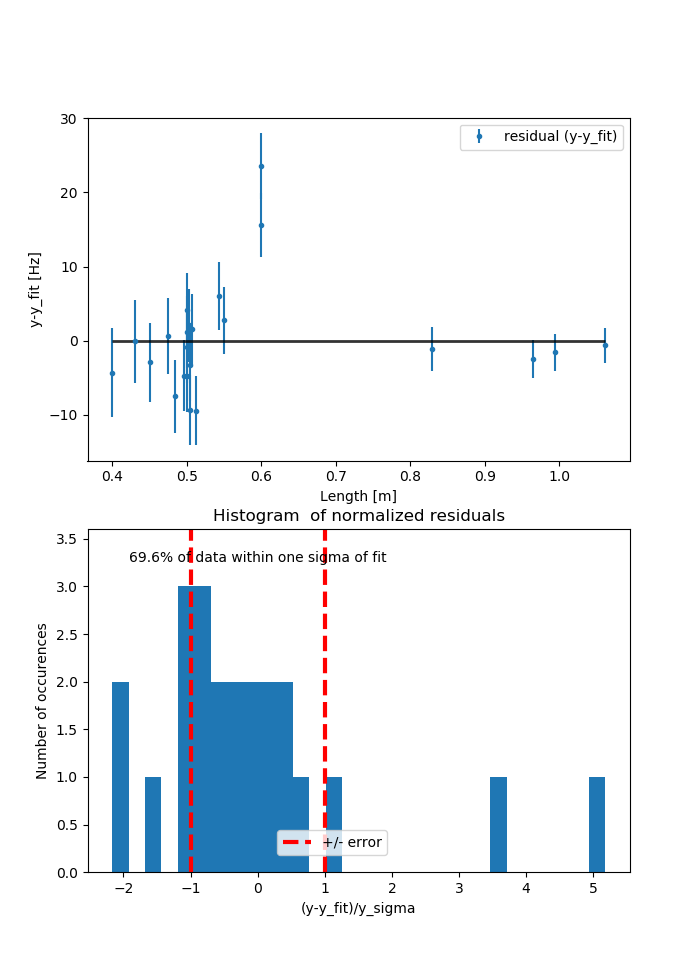 30
20
10
0
−10
y-y_fit [Hz]
residual (y-y_fit)
0.4 0.5 0.6 0.7 0.8 0.9 1.0
Length [m]
Histogram  of normalized residuals
69.6% of data within one sigma of fit
3.5
3.0
2.5
2.0
1.5
1.0
0.5
0.0
Number of occurences
+/- error
−2 −1 0 1 2 3 4 5
(y-y_fit)/y_sigma